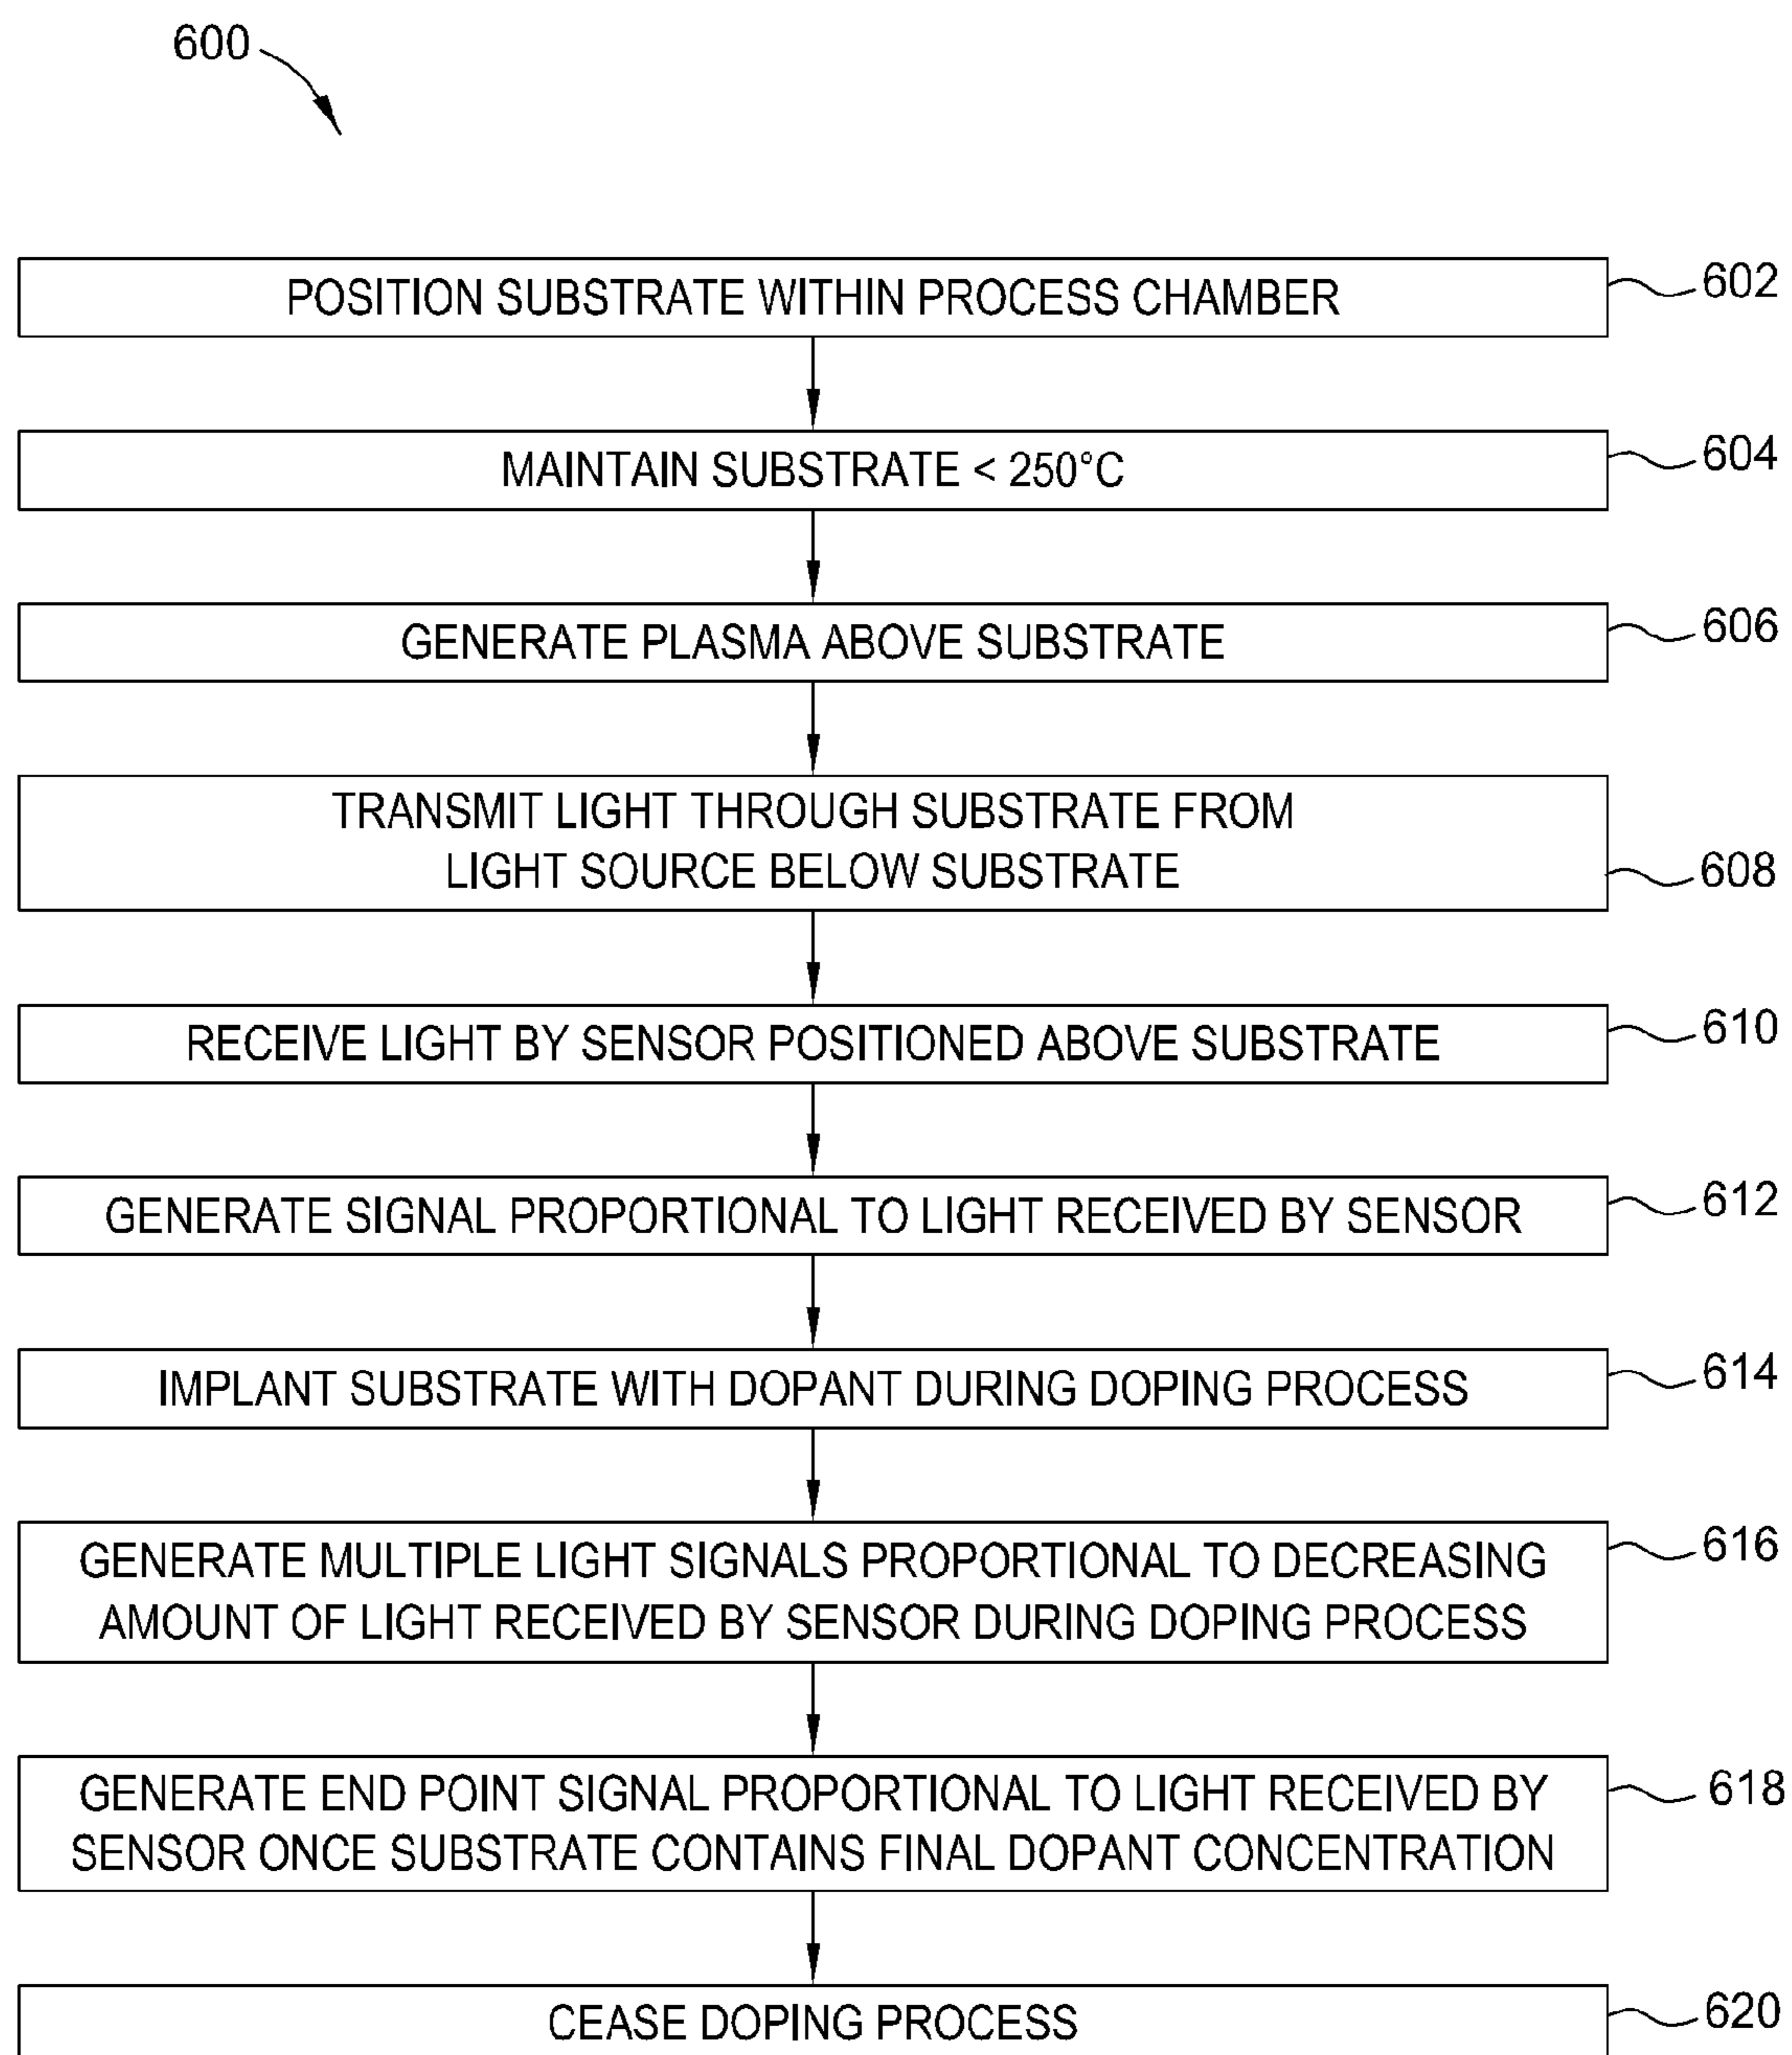 600
POSITION SUBSTRATE WITHIN PROCESS CHAMBER
602
MAINTAIN SUBSTRATE < 250°C
604
GENERATE PLASMA ABOVE SUBSTRATE
606
TRANSMIT LIGHT THROUGH SUBSTRATE FROM
LIGHT SOURCE BELOW SUBSTRATE
608
RECEIVE LIGHT BY SENSOR POSITIONED ABOVE SUBSTRATE
610
GENERATE SIGNAL PROPORTIONAL TO LIGHT RECEIVED BY SENSOR
612
IMPLANT SUBSTRATE WITH DOPANT DURING DOPING PROCESS
614
GENERATE MULTIPLE LIGHT SIGNALS PROPORTIONAL TO DECREASING
AMOUNT OF LIGHT RECEIVED BY SENSOR DURING DOPING PROCESS
616
GENERATE END POINT SIGNAL PROPORTIONAL TO LIGHT RECEIVED BY
SENSOR ONCE SUBSTRATE CONTAINS FINAL DOPANT CONCENTRATION
618
CEASE DOPING PROCESS
620